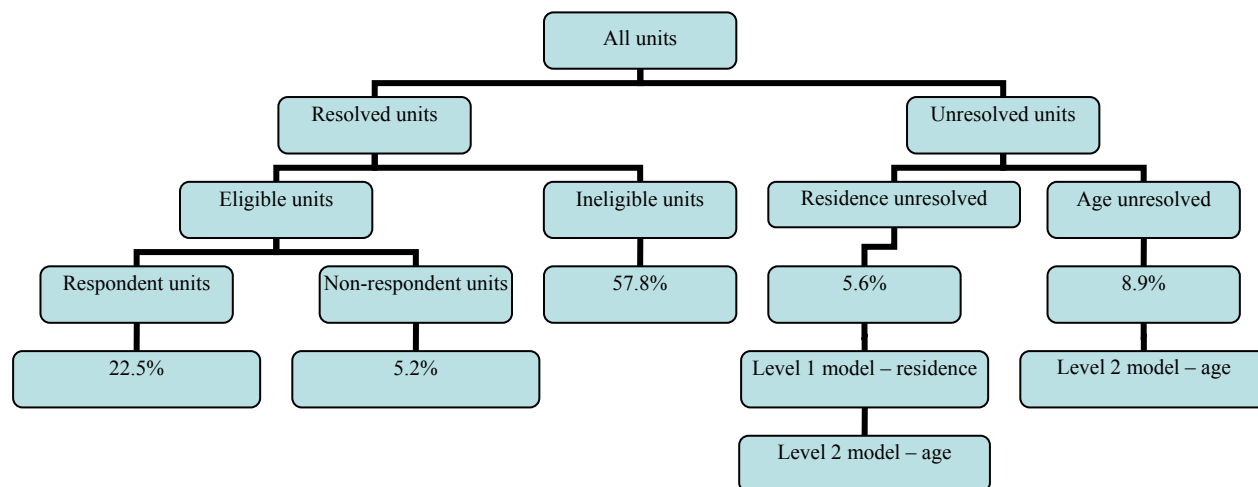 All units
Resolved units
Unresolved units
Eligible units
Ineligible units
Residence unresolved
Age unresolved
Respondent units
Non-respondent units
57.8%
5.6%
8.9%
22.5%
5.2%
Level 1 model – residence
Level 2 model – age
Level 2 model – age